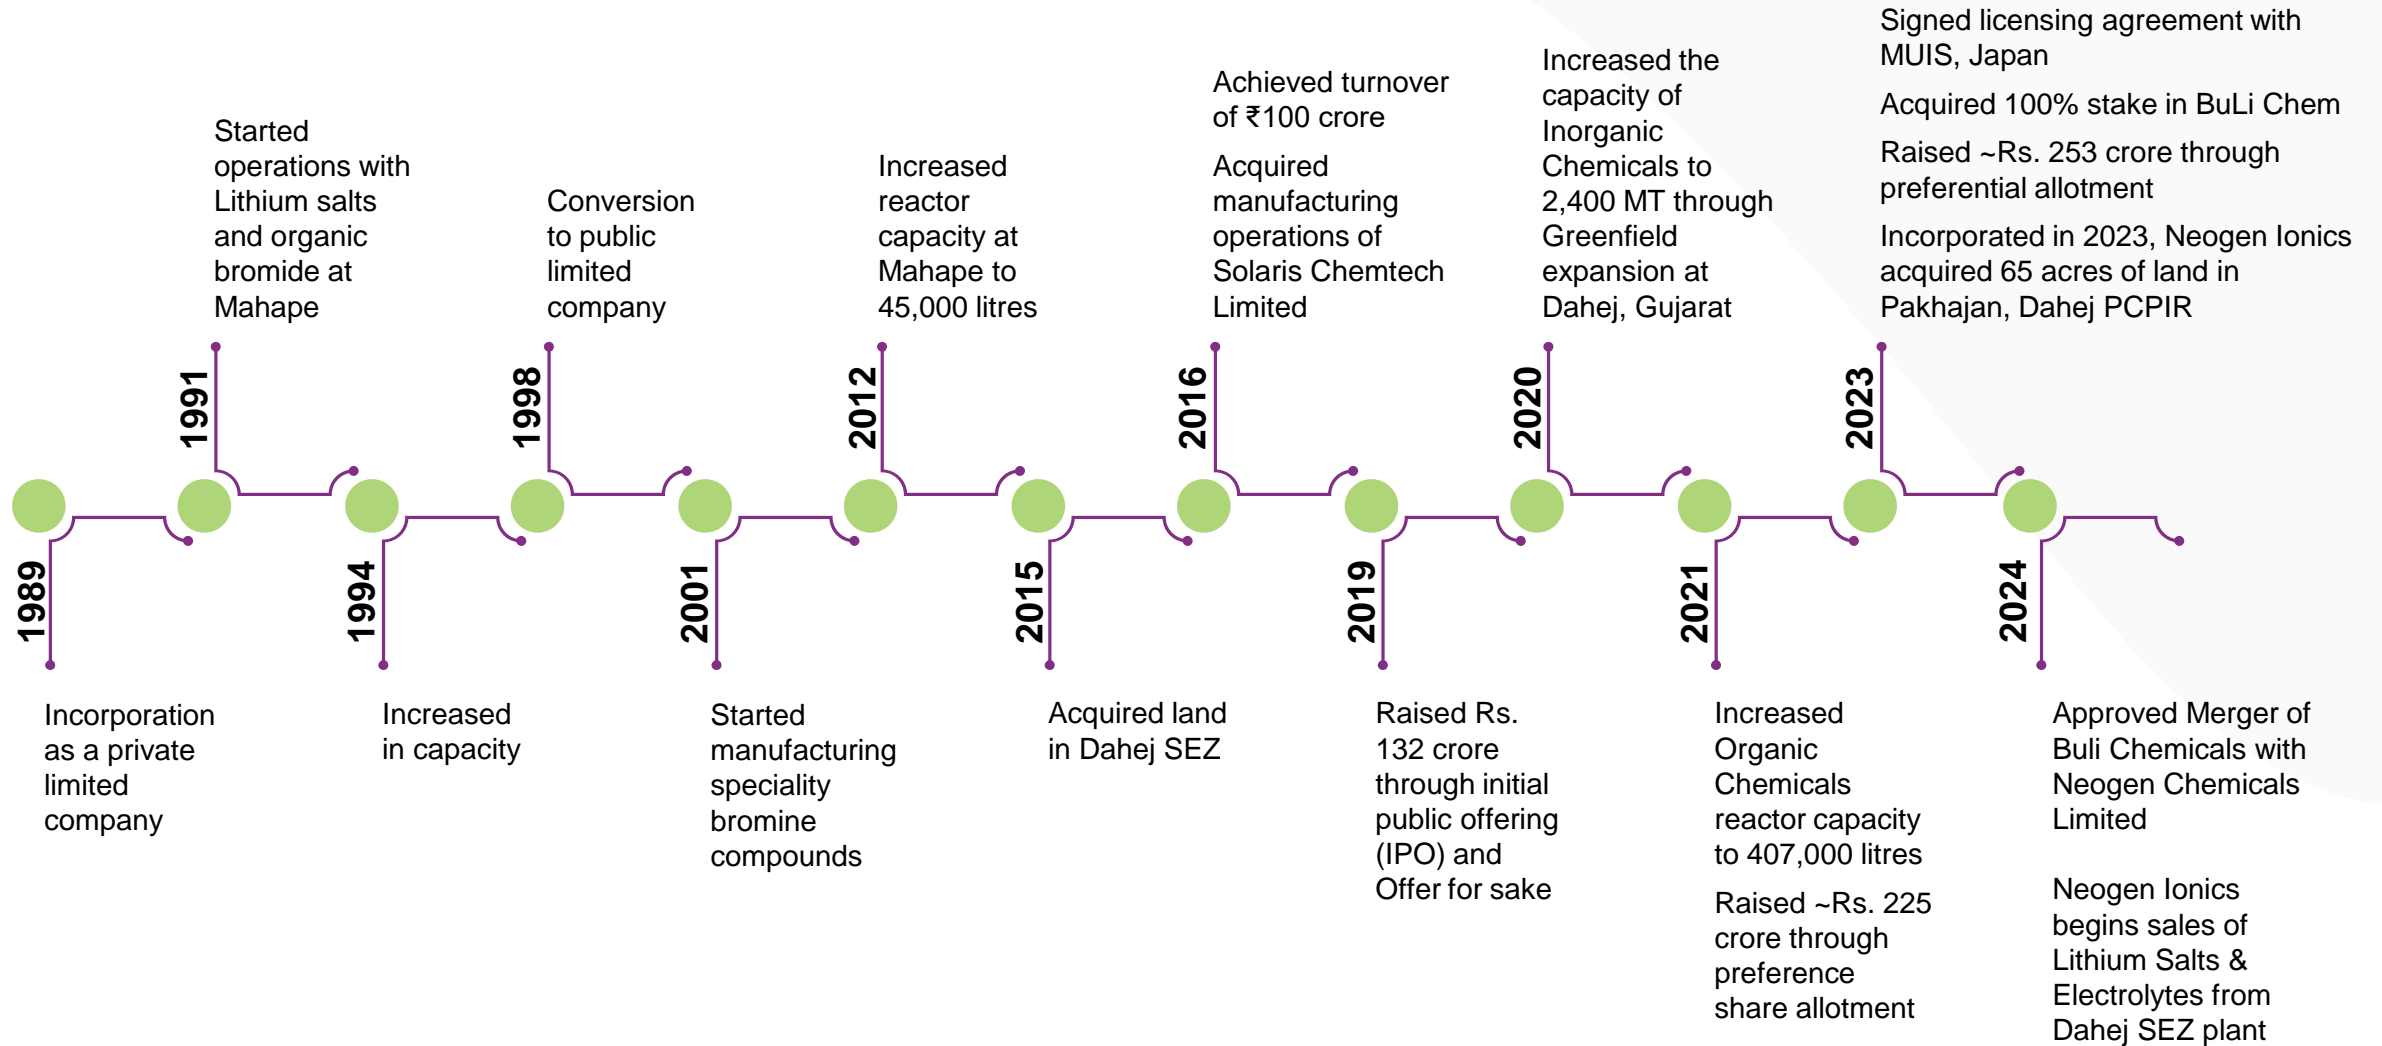 1989
Incorporation
as a private
limited
company
1991
Started
operations with
Lithium salts
and organic
bromide at
Mahape
1994
Increased
in capacity
1998
Conversion
to public
limited
company
2001
Started
manufacturing
speciality
bromine
compounds
2012
Increased
reactor
capacity at
Mahape to
45,000 litres
2015
Acquired land
in Dahej SEZ
2016
Achieved turnover
of ₹100 crore
Acquired
manufacturing
operations of
Solaris Chemtech
Limited
2019
Raised Rs.
132 crore
through initial
public offering
(IPO) and
Offer for sake
2020
Increased the
capacity of
Inorganic
Chemicals to
2,400 MT through
Greenfield
expansion at
Dahej, Gujarat
2021
Increased
Organic
Chemicals
reactor capacity
to 407,000 litres
Raised ~Rs. 225
crore through
preference
share allotment
2023
Signed licensing agreement with
MUIS, Japan
Acquired 100% stake in BuLi Chem
Raised ~Rs. 253 crore through
preferential allotment
Incorporated in 2023, Neogen Ionics
acquired 65 acres of land in
Pakhajan, Dahej PCPIR
2024
Approved Merger of
Buli Chemicals with
Neogen Chemicals
Limited
Neogen Ionics
begins sales of
Lithium Salts &
Electrolytes from
Dahej SEZ plant